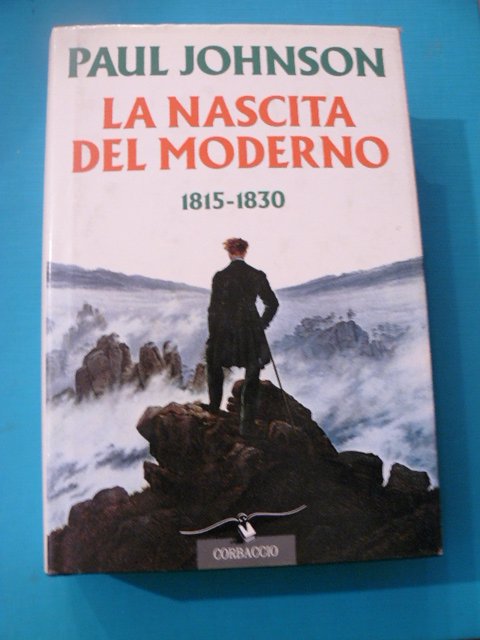 PAUL JOHNSON
LA NASCITA
DEL MODERNO
1815-1830
CORBACCIO